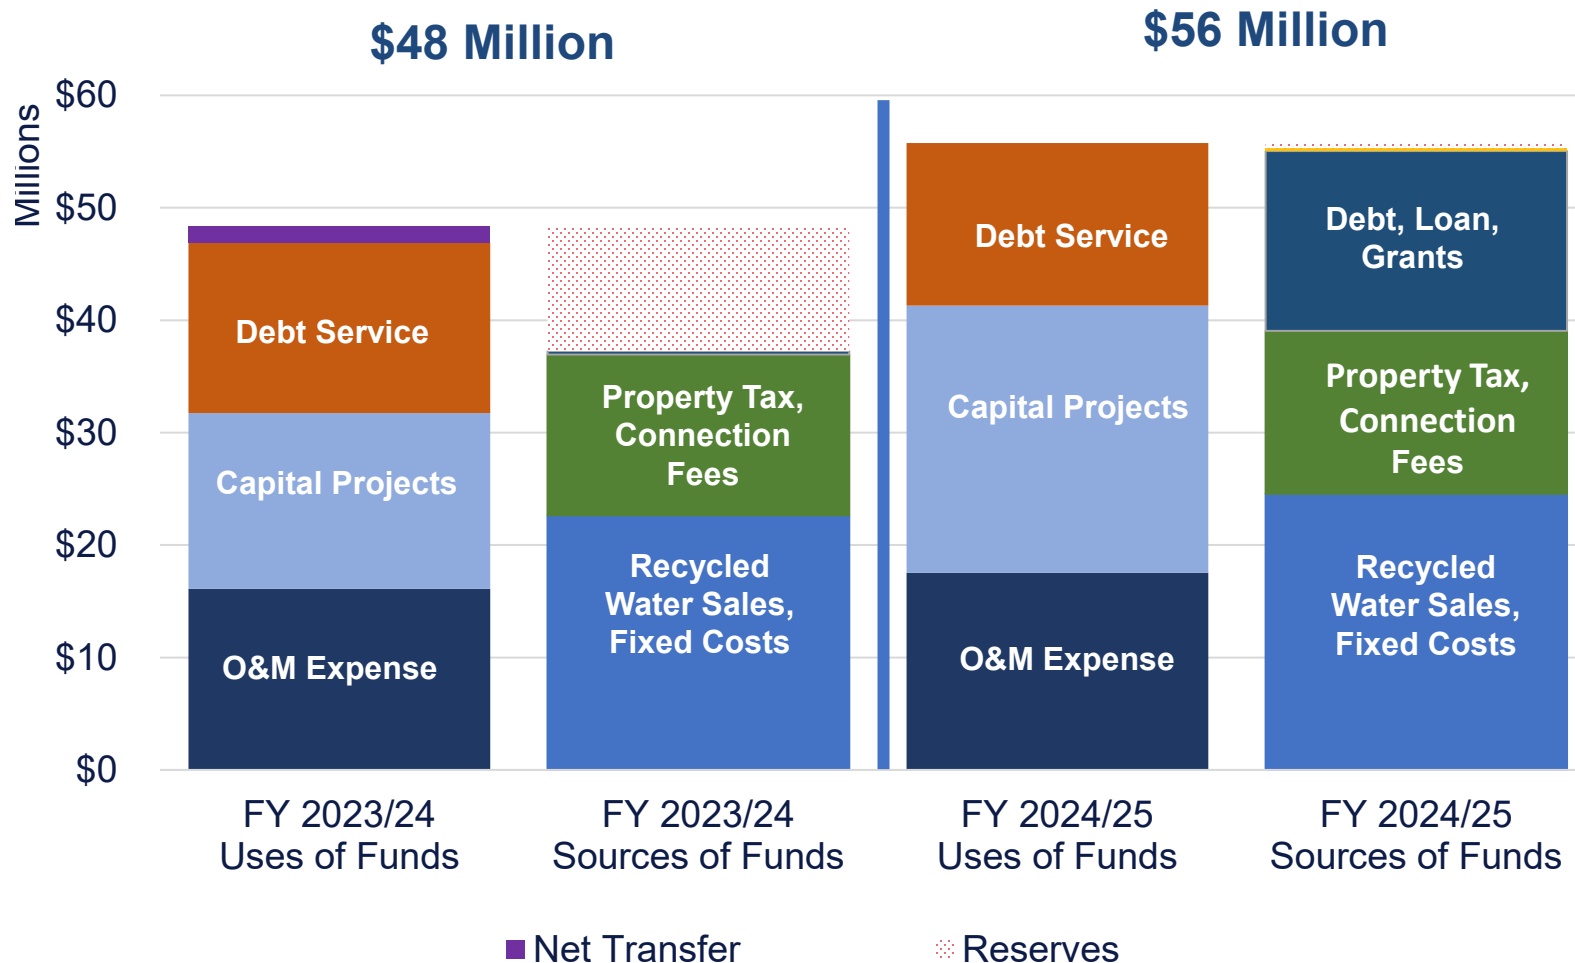 $48 Million
$56 Million
Millions
$60
$50
$40
$30
$20
$10
$0
Debt Service
Capital Projects
O&M Expense
Property Tax,
Connection
Fees
Recycled
Water Sales,
Fixed Costs
Debt Service
Capital Projects
O&M Expense
Debt, Loan,
Grants
Property Tax,
Connection
Fees
Recycled
Water Sales,
Fixed Costs
FY 2023/24
Uses of Funds
FY 2023/24
Sources of Funds
FY 2024/25
Uses of Funds
FY 2024/25
Sources of Funds
Net Transfer
Reserves